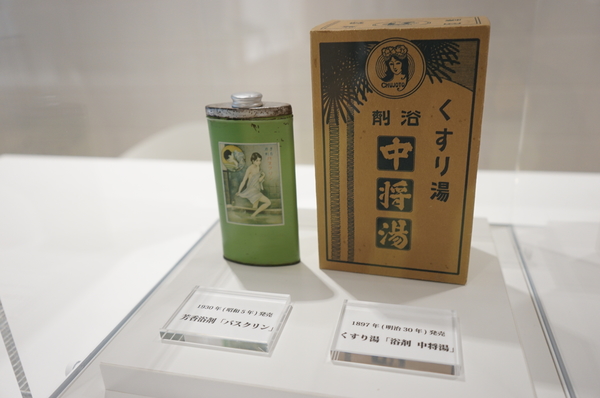 CHUJOTO
くすり湯
浴剤
中
将
湯
1930年(昭和5年)発売
芳香浴剤「バスクリン」
1897年(明治30年)発売
くすり湯「浴剤 中将湯」